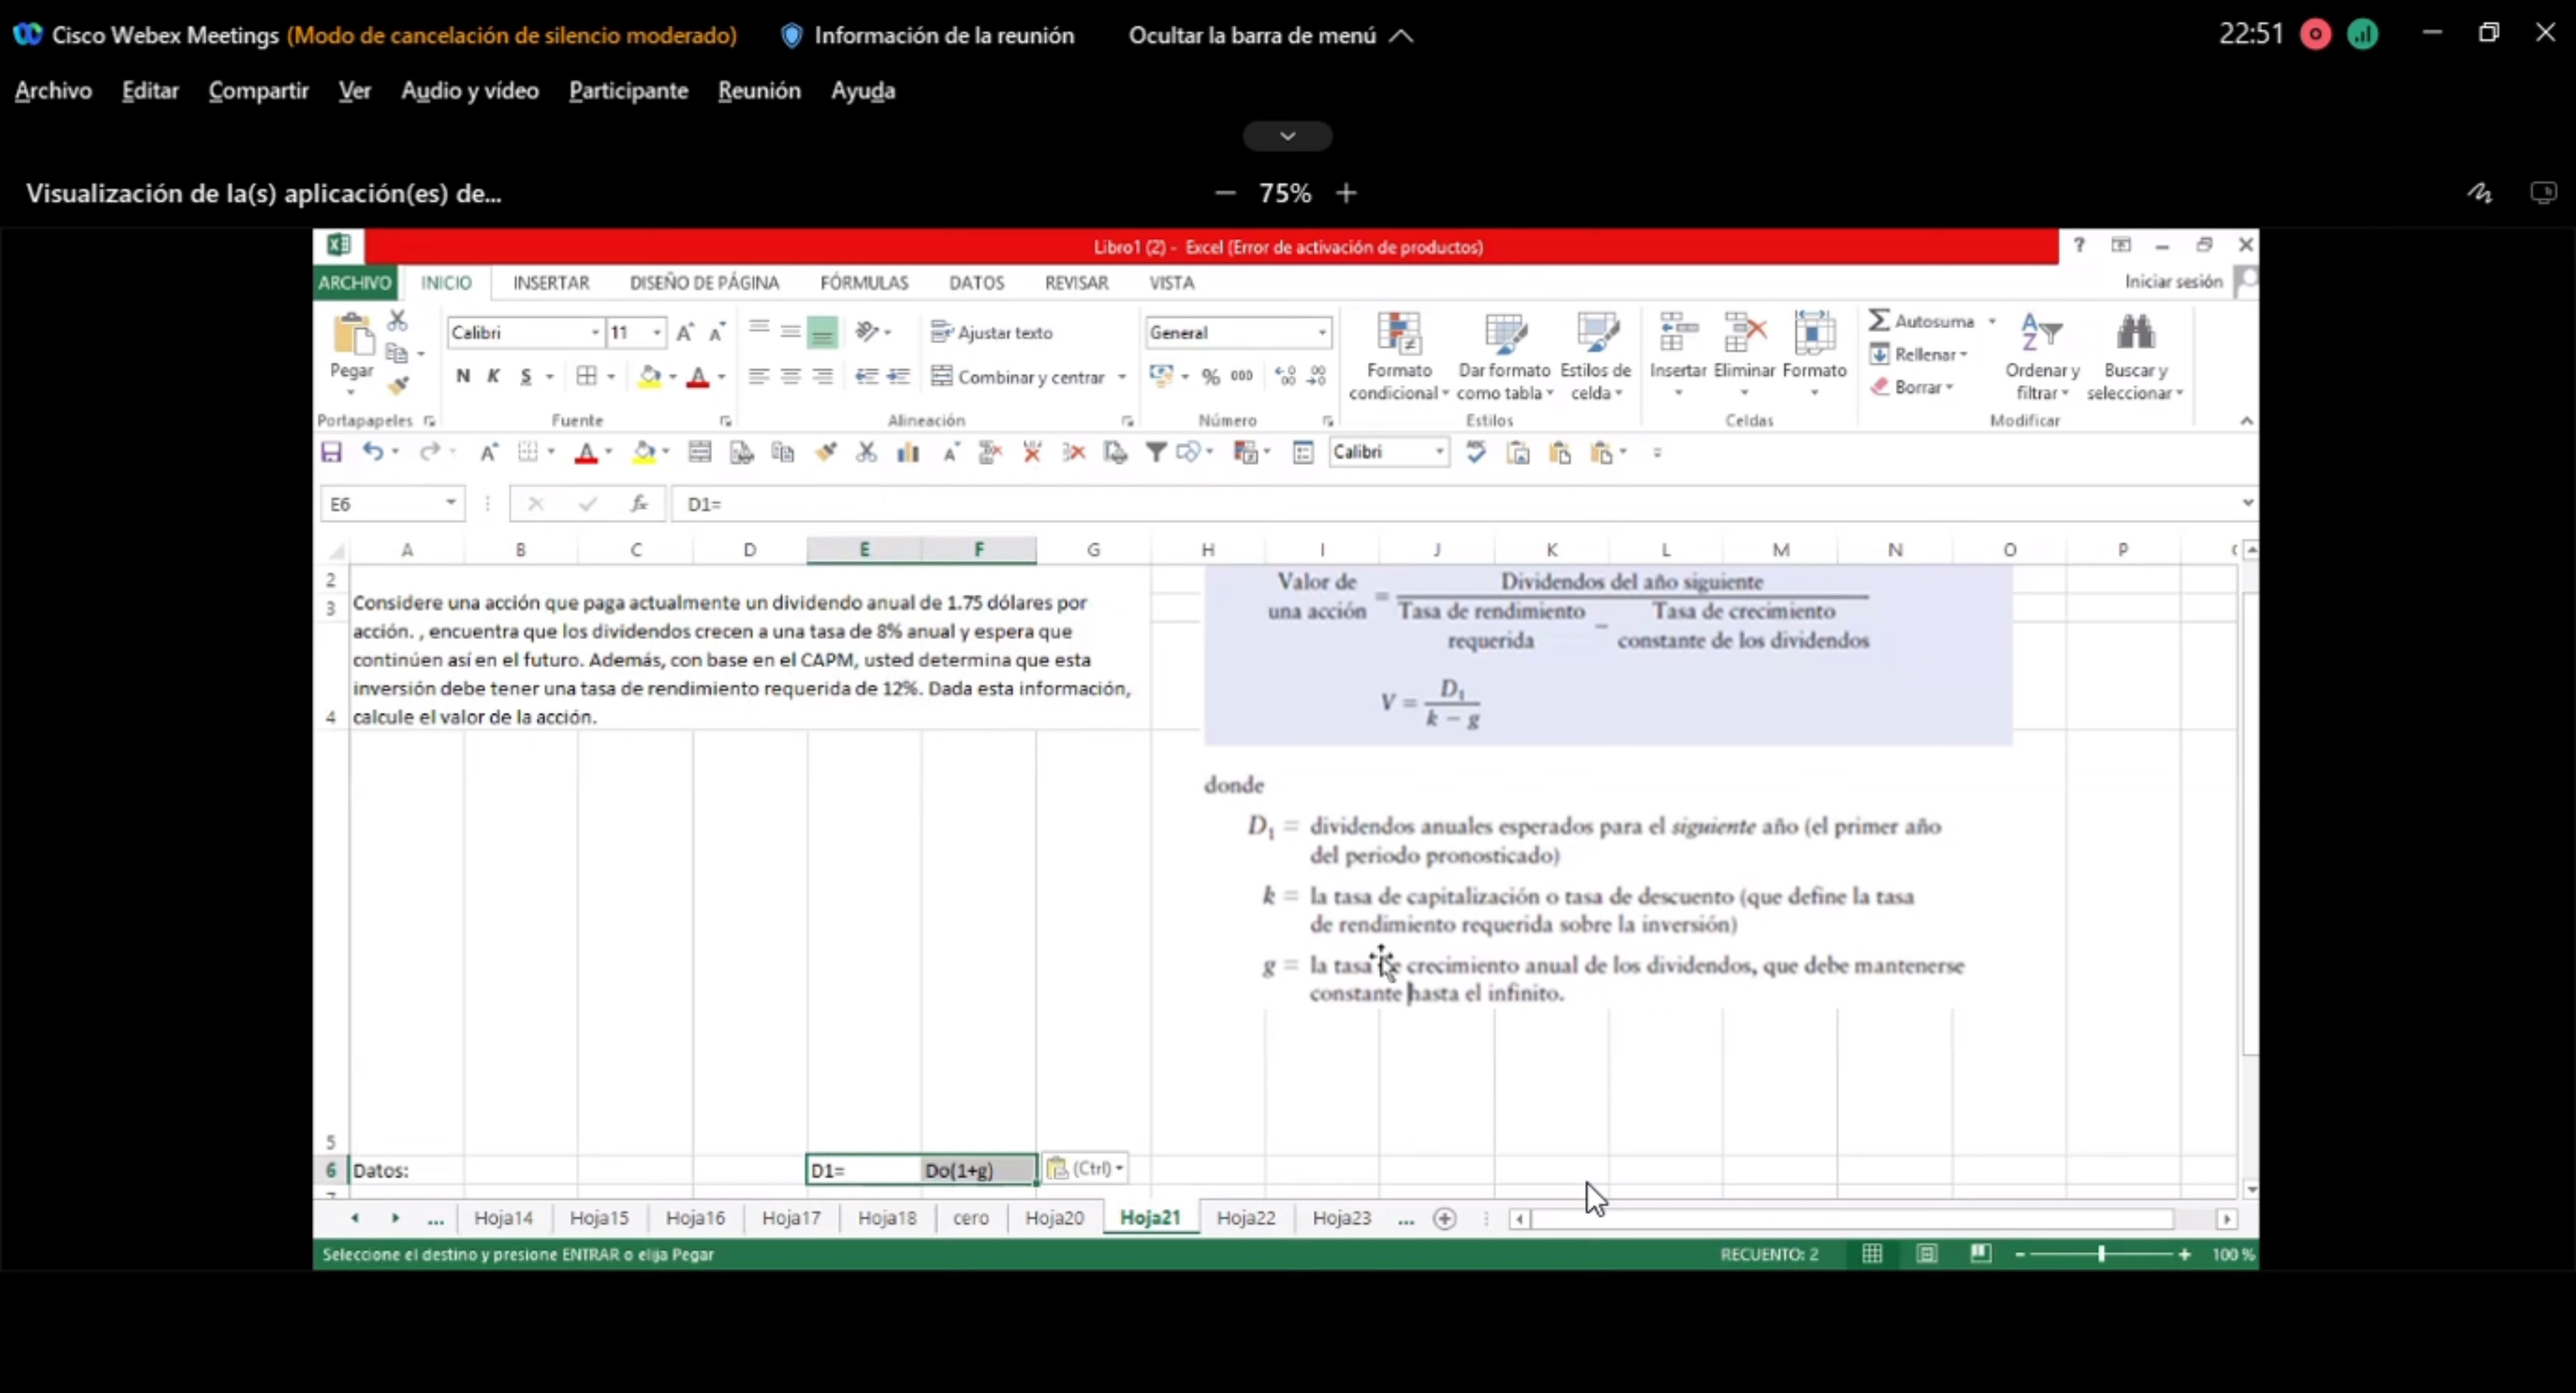 Cisco Webex Meetings (Modo de cancelación de silencio moderado) Información de la reunión Ocultar la barra de menú 22:51
Archivo Editar Compartir Ver Audio y vídeo Participante Reunión Ayuda
Visualización de la(s) aplicación(es) de... — 75% +
Libro1 (2) - Excel (Error de activación de productos) ?
ARCHIVO INICIO INSERTAR DISEÑO DE PÁGINA FÓRMULAS DATOS REVISAR VISTA Iniciar sesión
Calibri 11 Ajustar texto General Autosuma
Pegar N K S Combinar y centrar % 000 Formato condicional Dar formato como tabla Estilos de celda Insertar Eliminar Formato Rellenar Borrar Ordenar y filtrar Buscar y seleccionar
Portapapeles Fuente Alineación Número Estilos Celdas Modificar
Calibri
E6 fx D1=
A B C D E F G H I J K L M N O P
2
3
Considere una acción que paga actualmente un dividendo anual de 1.75 dólares por
acción. , encuentra que los dividendos crecen a una tasa de 8% anual y espera que
continúen así en el futuro. Además, con base en el CAPM, usted determina que esta
inversión debe tener una tasa de rendimiento requerida de 12%. Dada esta información,
4 calcule el valor de la acción.
Valor de una acción = Dividendos del año siguiente
Tasa de rendimiento requerida − Tasa de crecimiento constante de los dividendos
V = D1
k − g
donde
D1 = dividendos anuales esperados para el siguiente año (el primer año
del periodo pronosticado)
k = la tasa de capitalización o tasa de descuento (que define la tasa
de rendimiento requerida sobre la inversión)
g = la tasa de crecimiento anual de los dividendos, que debe mantenerse
constante hasta el infinito.
5
6 Datos: D1= Do(1+g) (Ctrl)
... Hoja14 Hoja15 Hoja16 Hoja17 Hoja18 cero Hoja20 Hoja21 Hoja22 Hoja23 ...
Seleccione el destino y presione ENTRAR o elija Pegar RECUENTO: 2 - + 100 %